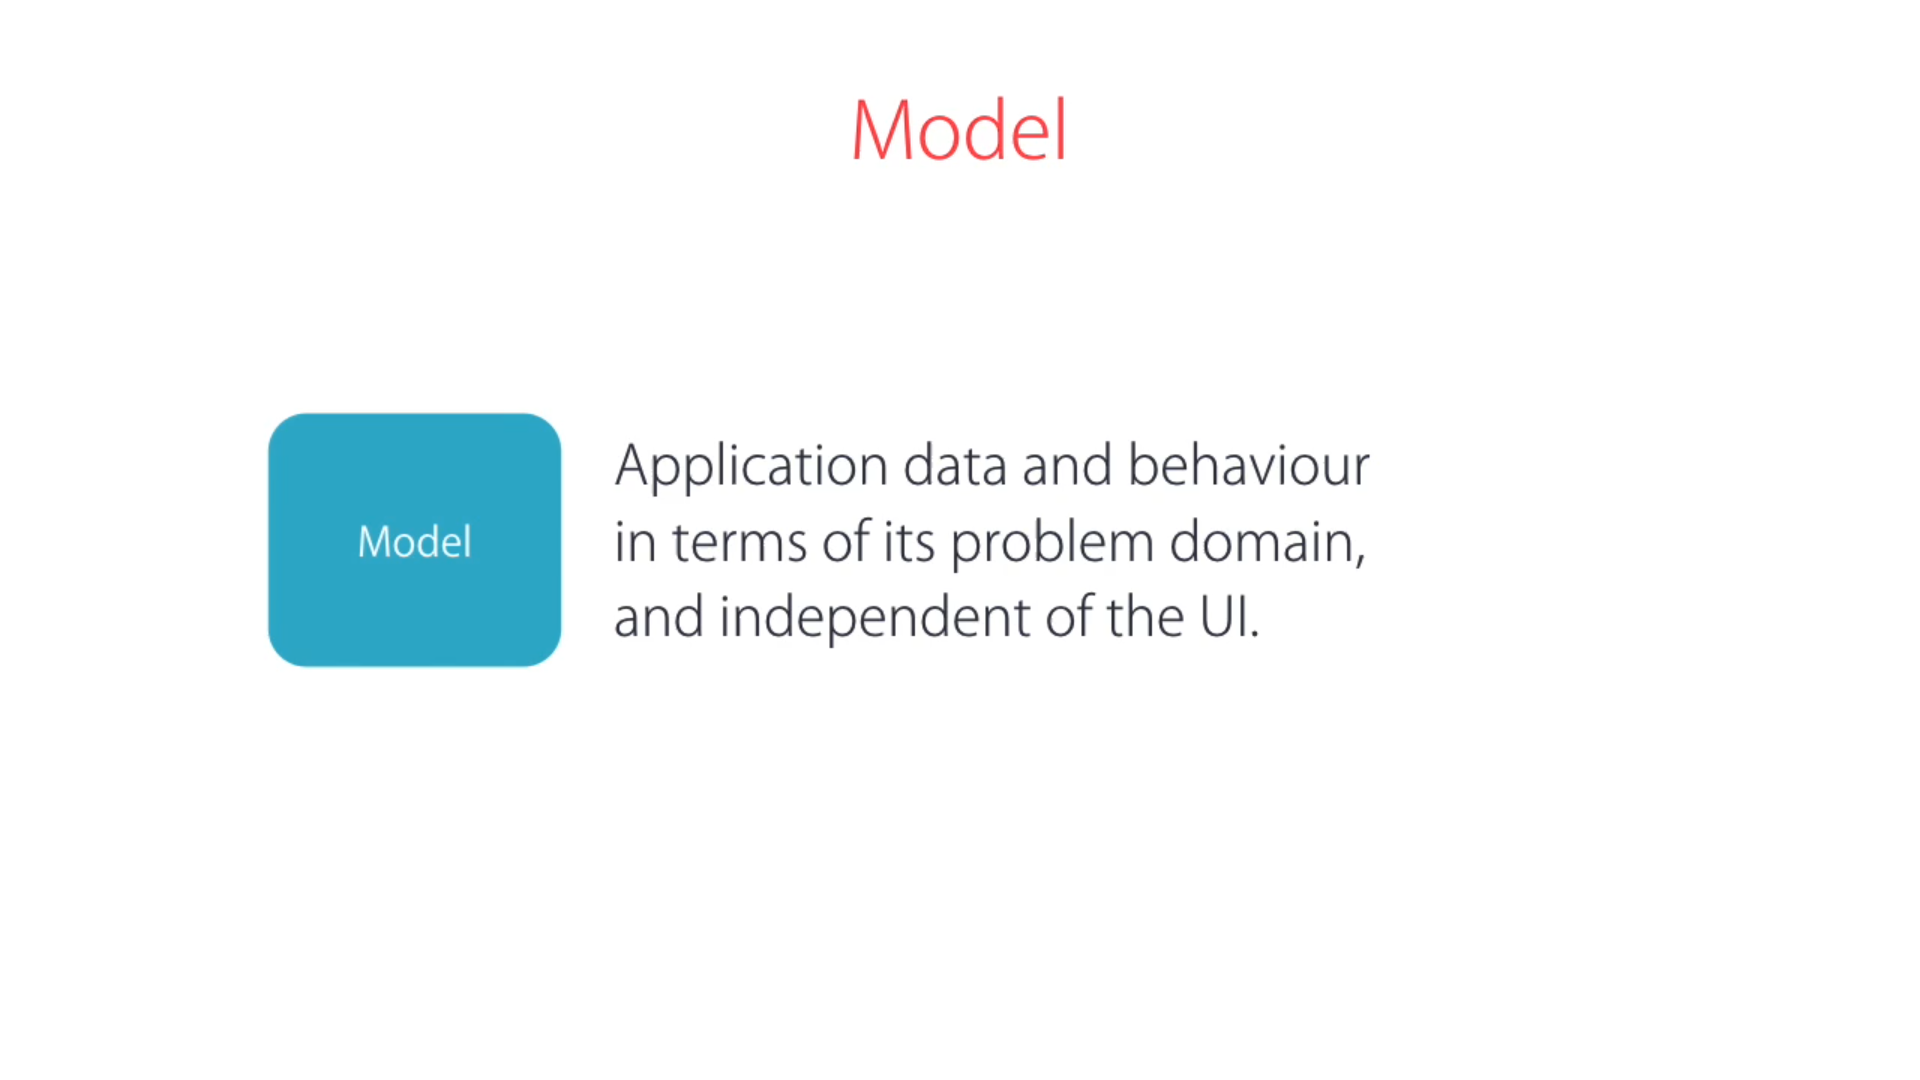 Model
Model
Application data and behaviour
in terms of its problem domain,
and independent of the UI.